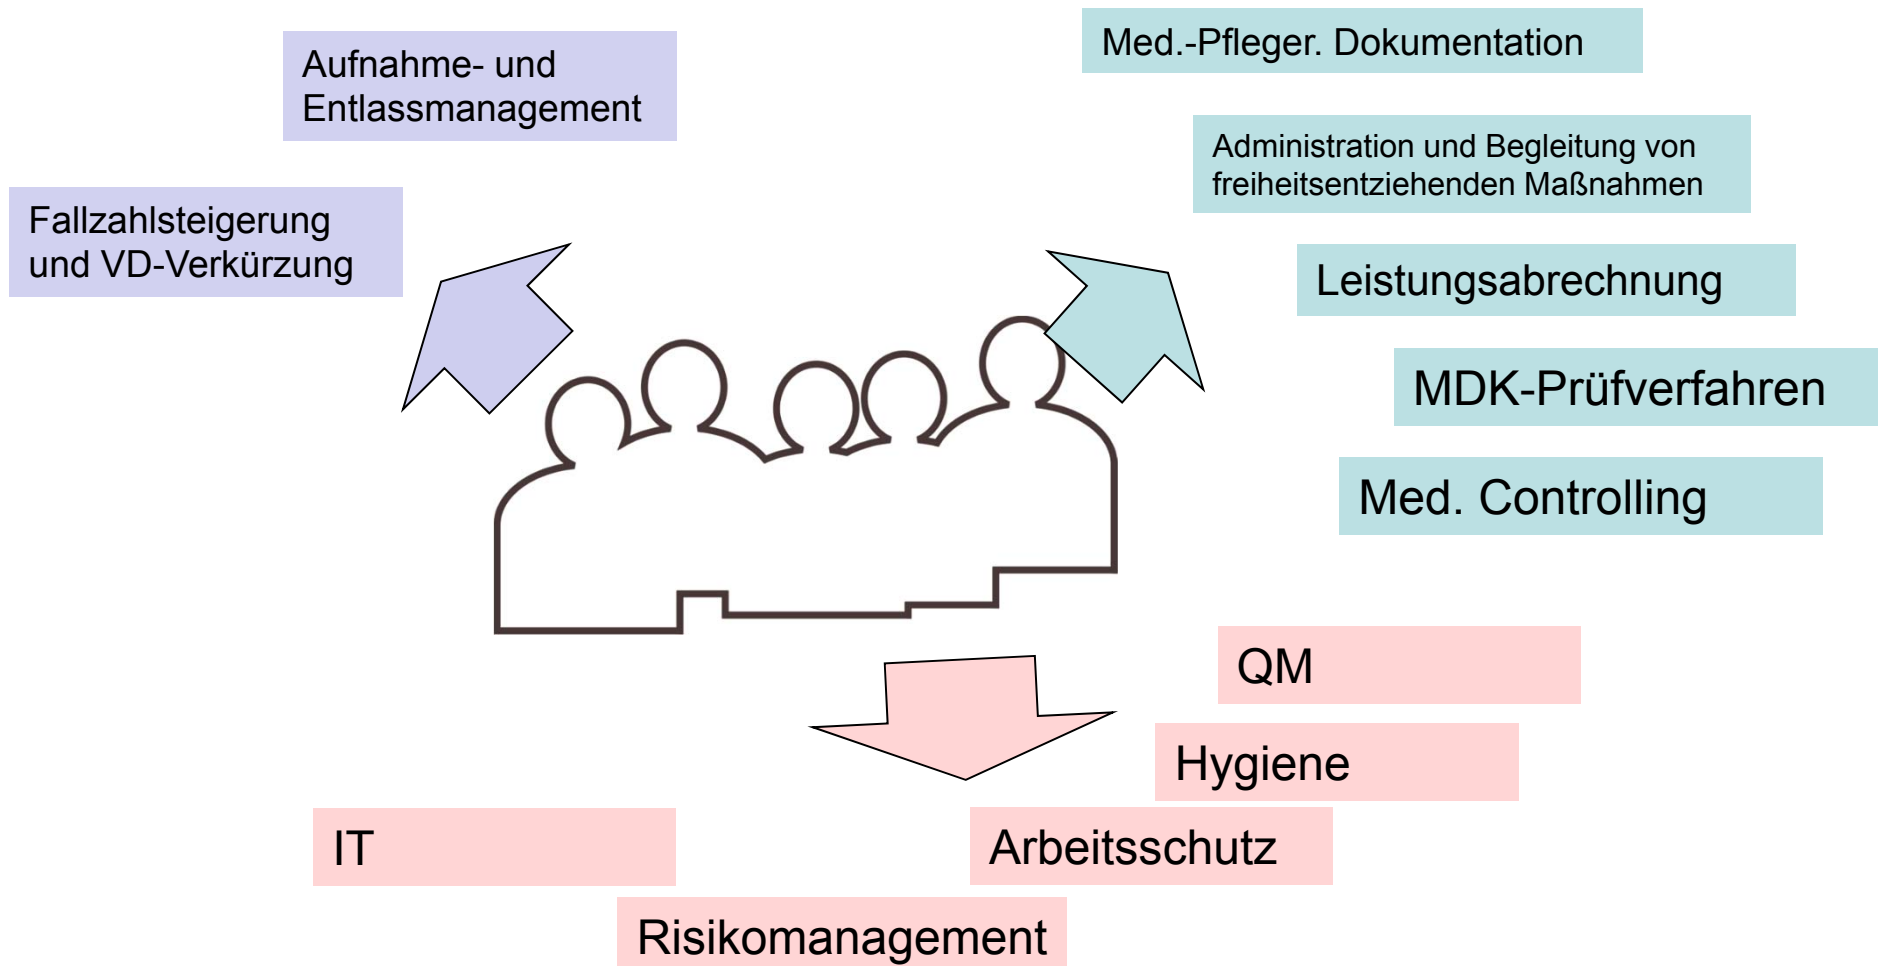 Aufnahme- und
Entlassmanagement
Fallzahlsteigerung
und VD-Verkürzung
Med.-Pfleger. Dokumentation
Administration und Begleitung von
freiheitsentziehenden Maßnahmen
Leistungsabrechnung
MDK-Prüfverfahren
Med. Controlling
QM
Hygiene
Arbeitsschutz
IT
Risikomanagement